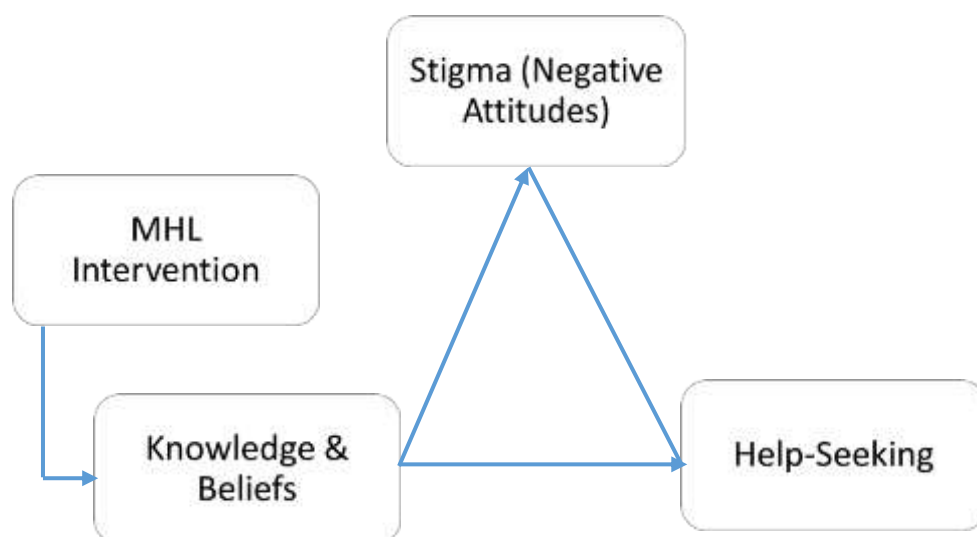 Stigma (Negative
Attitudes)
MHL
Intervention
Knowledge &
Beliefs
Help-Seeking